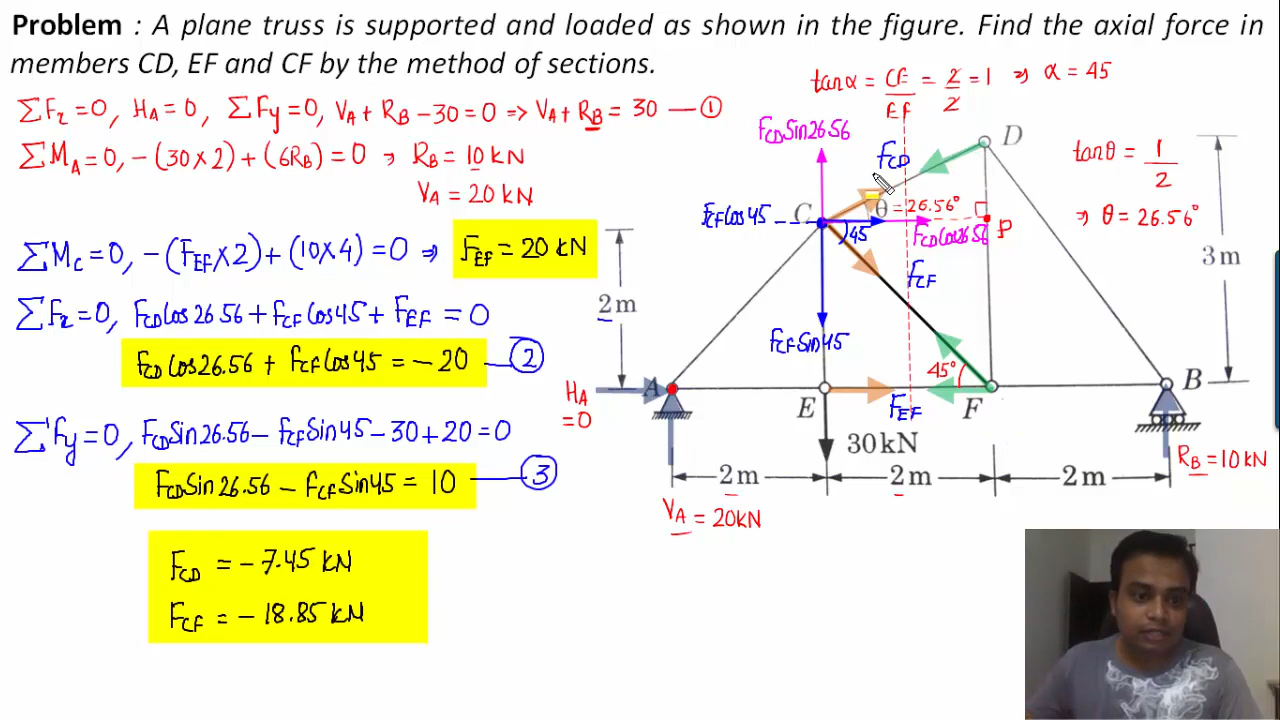 Problem : A plane truss is supported and loaded as shown in the figure. Find the axial force in
members CD, EF and CF by the method of sections.
tanα = CF/EF = 2/2 = 1 ⇒ α = 45
ΣFx=0, HA=0, ΣFy=0, VA + RB - 30 = 0 ⇒ VA + RB = 30 — ①
ΣMA=0, -(30×2) + (6RB) = 0 ⇒ RB = 10 kN
VA = 20 kN
ΣMC=0, -(FEF×2) + (10×4) = 0 ⇒ FEF = 20 kN
ΣFx=0, FCD Cos 26.56 + FCF Cos 45 + FEF = 0
FCD Cos 26.56 + FCF Cos 45 = -20 — ②
ΣFy=0, FCD Sin 26.56 - FCF Sin 45 - 30 + 20 = 0
FCD Sin 26.56 - FCF Sin 45 = 10 — ③
FCD = -7.45 kN
FCF = -18.85 kN
FCD Sin 26.56
FCD
D
tanθ = 1/2
⇒ θ = 26.56°
FCF Cos 45
C
θ = 26.56°
45
FCD Cos 26.56
P
3 m
FCF
2 m
FCF Sin 45
45°
HA
=0
A
E
FEF
F
B
30 kN
RB = 10 kN
2 m
2 m
2 m
VA = 20 kN